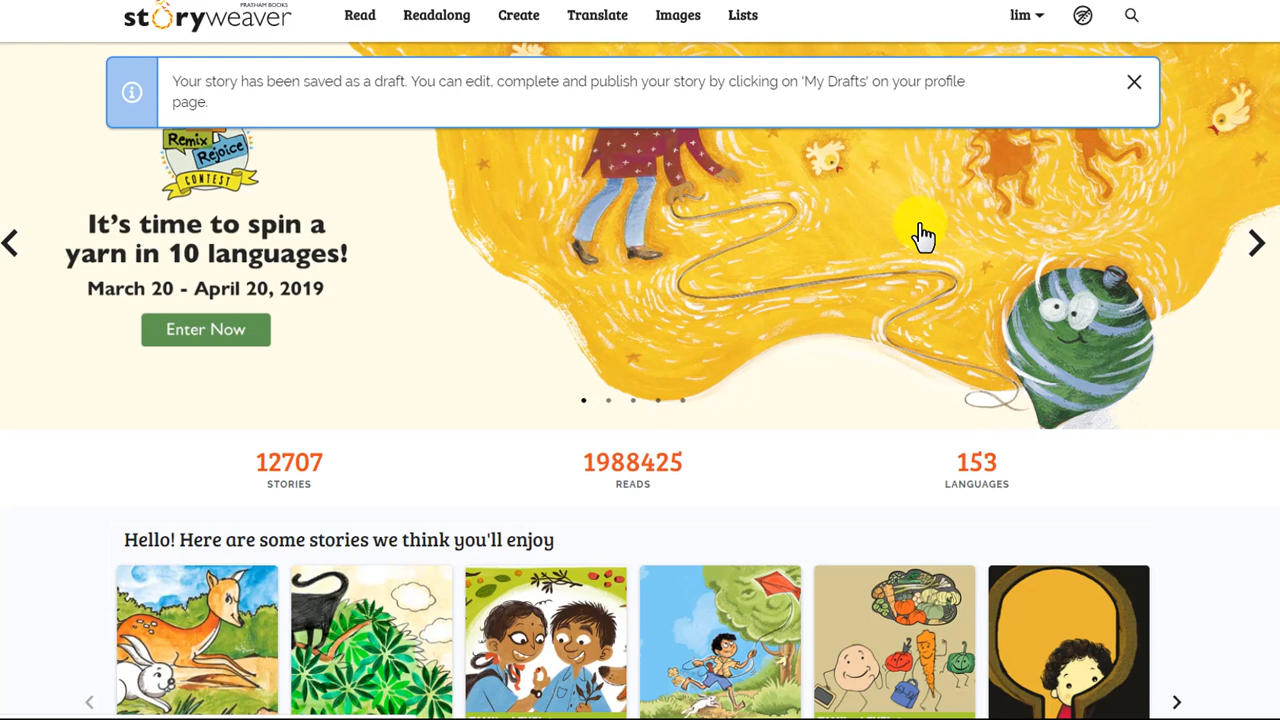 PRATHAM BOOKS
storyweaver
Read
Readalong
Create
Translate
Images
Lists
lim
Your story has been saved as a draft. You can edit, complete and publish your story by clicking on 'My Drafts' on your profile
page.
Remix
Rejoice
CONTEST
It's time to spin a
yarn in 10 languages!
March 20 - April 20, 2019
Enter Now
12707
STORIES
1988425
READS
153
LANGUAGES
Hello! Here are some stories we think you'll enjoy